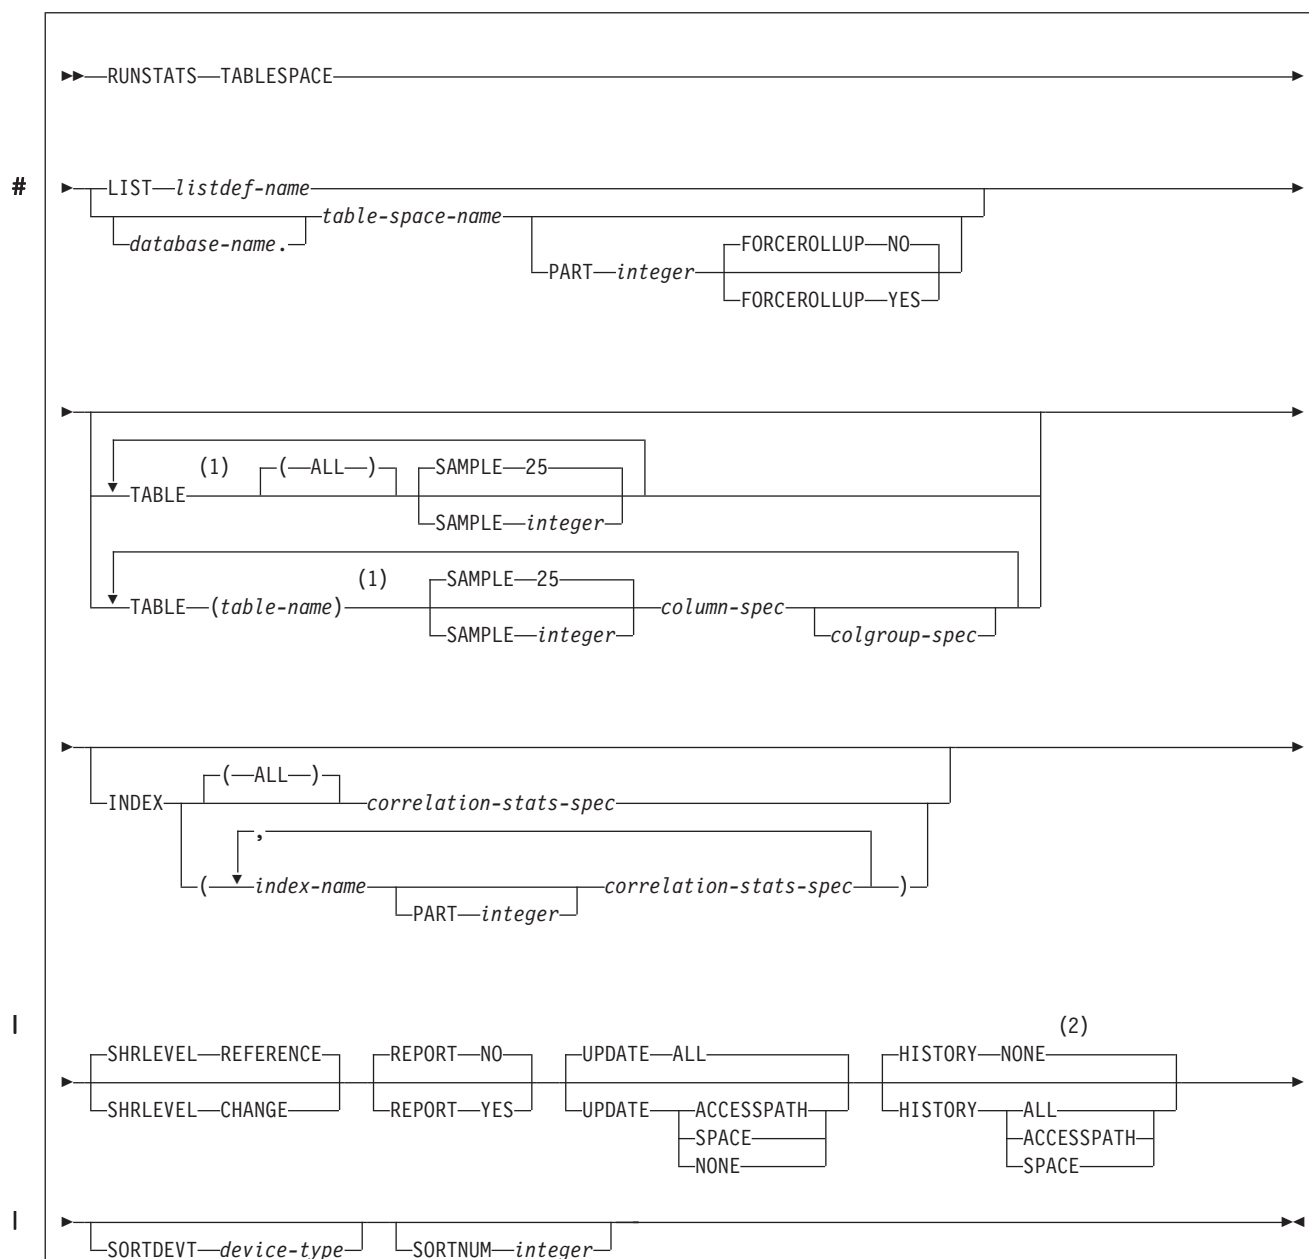 RUNSTATS TABLESPACE
# LIST listdef-name
table-space-name
database-name.
FORCEROLLUP NO
PART integer
FORCEROLLUP YES
(1) ( ALL ) SAMPLE 25
TABLE
SAMPLE integer
(1) SAMPLE 25
TABLE (table-name) column-spec
SAMPLE integer colgroup-spec
( ALL )
INDEX correlation-stats-spec
,
( index-name correlation-stats-spec )
PART integer
| (2)
SHRLEVEL REFERENCE REPORT NO UPDATE ALL HISTORY NONE
SHRLEVEL CHANGE REPORT YES UPDATE ACCESSPATH HISTORY ALL
SPACE ACCESSPATH
NONE SPACE
|
SORTDEVT device-type SORTNUM integer